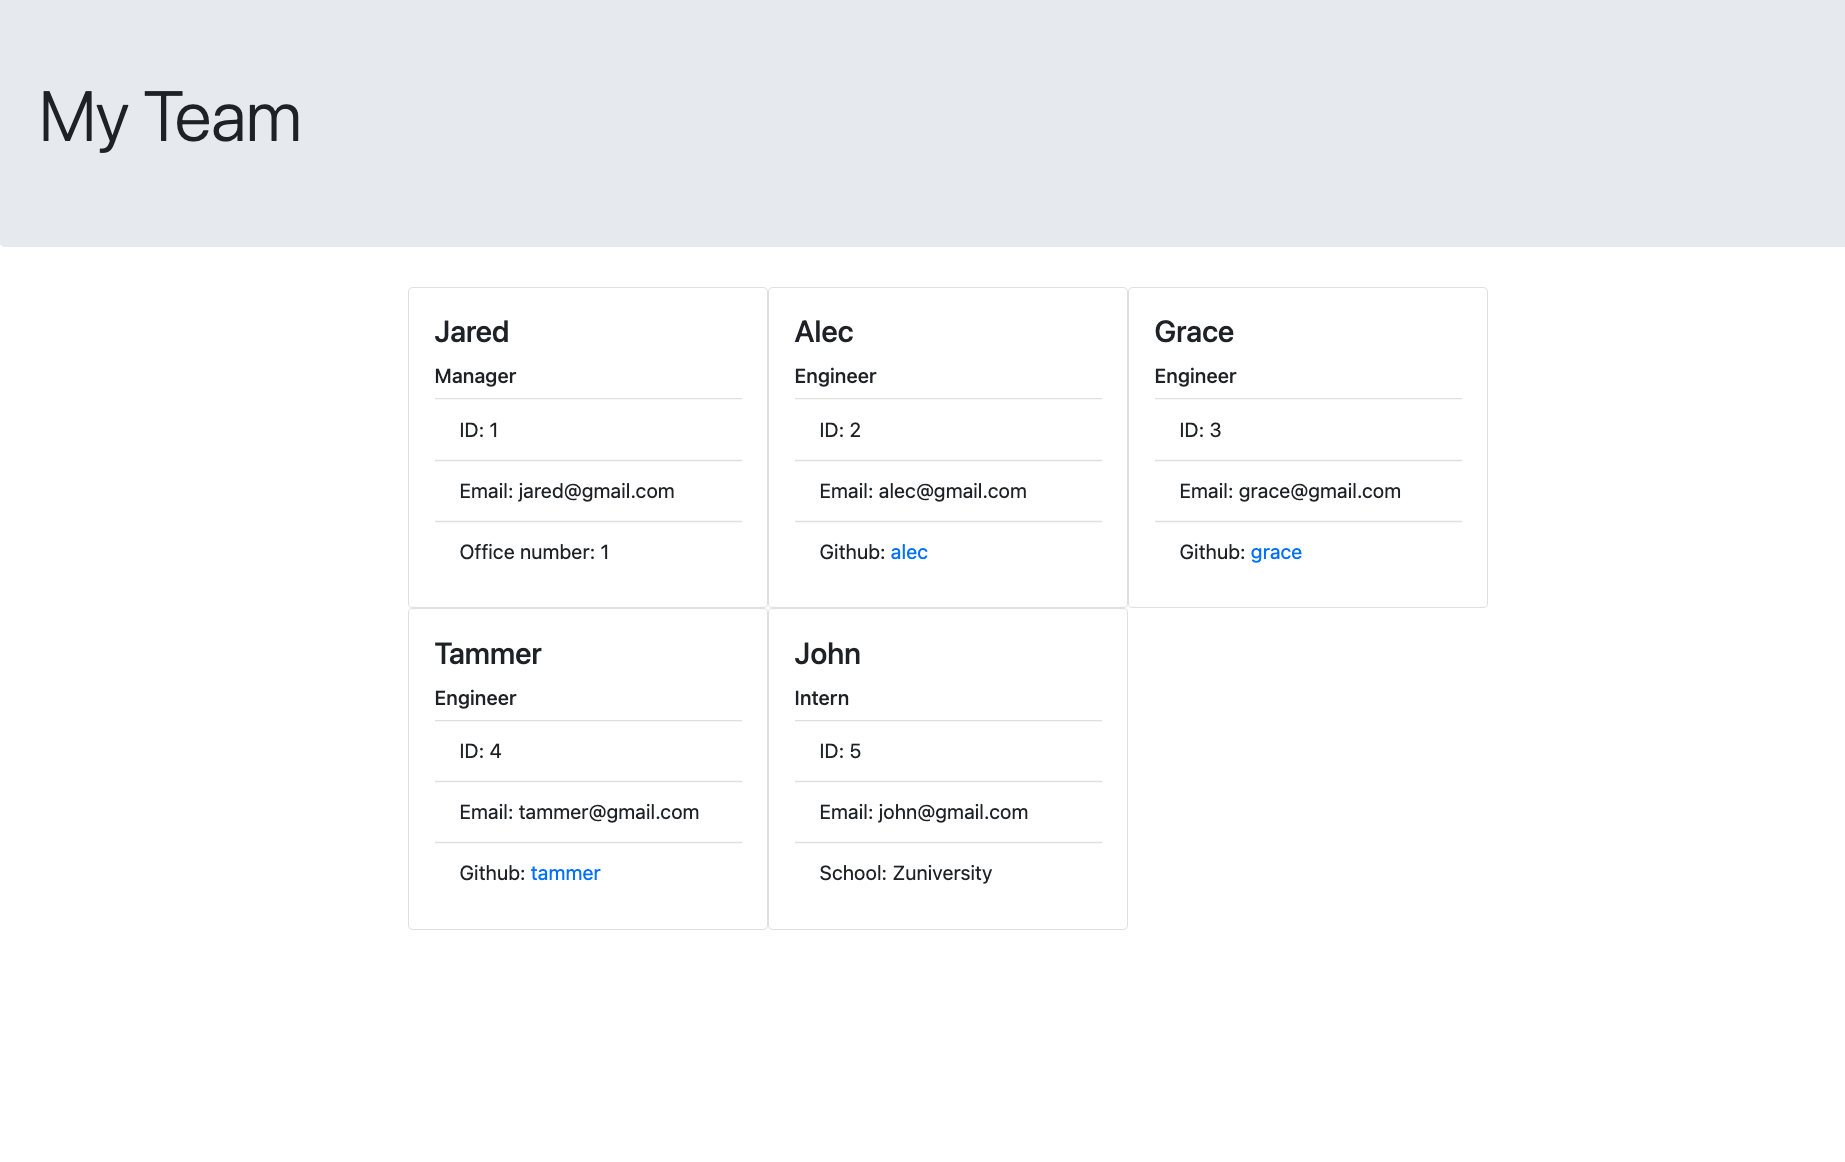 My Team
Jared
Manager
ID: 1
Email: jared@gmail.com
Office number: 1
Alec
Engineer
ID: 2
Email: alec@gmail.com
Github: alec
Grace
Engineer
ID: 3
Email: grace@gmail.com
Github: grace
Tammer
Engineer
ID: 4
Email: tammer@gmail.com
Github: tammer
John
Intern
ID: 5
Email: john@gmail.com
School: Zuniversity